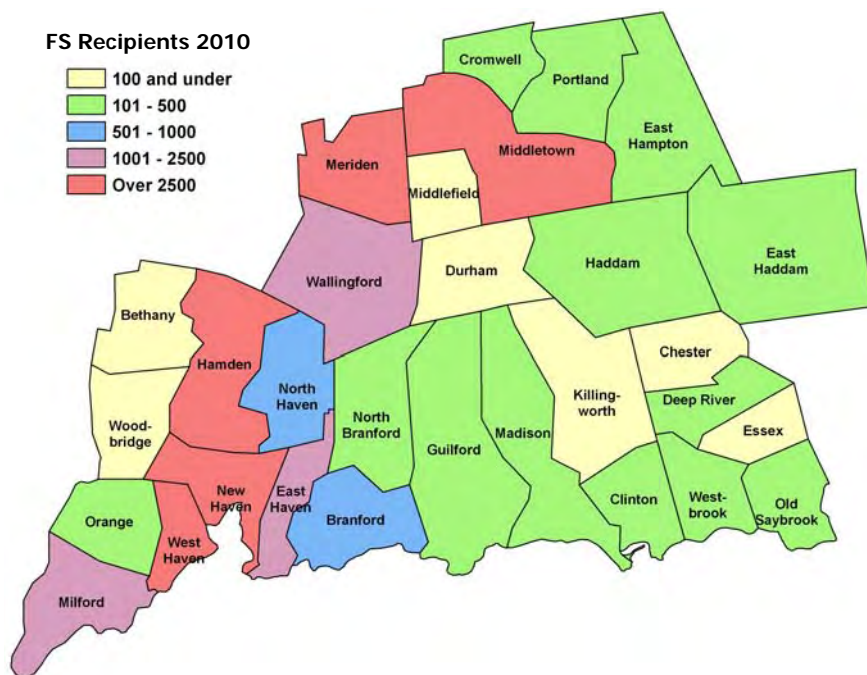 FS Recipients 2010
100 and under
101 - 500
501 - 1000
1001 - 2500
Over 2500
Cromwell
Portland
East
Hampton
Meriden
Middletown
Middlefield
Wallingford
Durham
Haddam
East
Haddam
Bethany
Hamden
North
Haven
Chester
Deep River
Essex
Killing-
worth
Wood-
bridge
North
Branford
Guilford
Madison
New
Haven
East
Haven
Branford
Clinton
West-
brook
Old
Saybrook
Orange
West
Haven
Milford